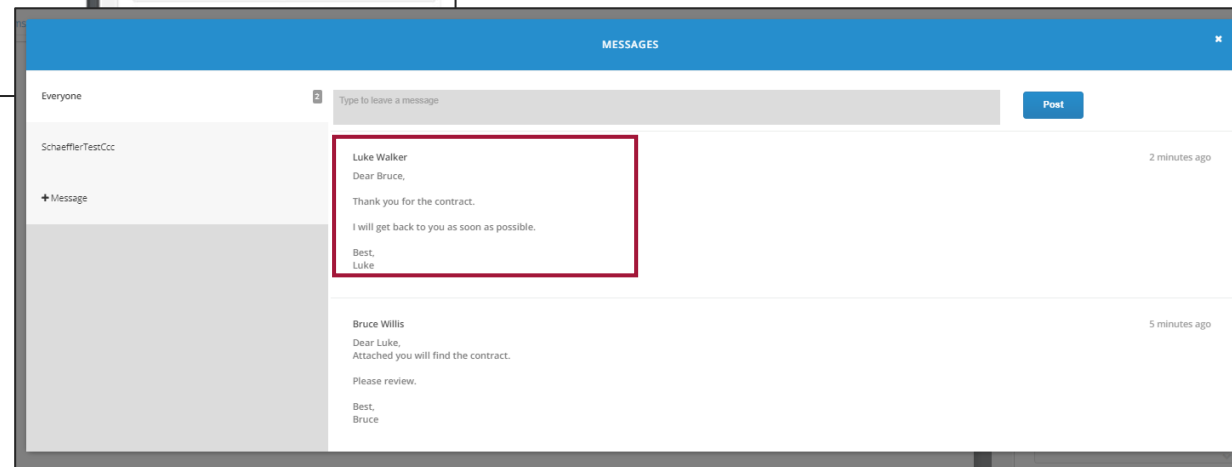 MESSAGES
Everyone
2
SchaefflerTestCcc
+ Message
Type to leave a message
Post
Luke Walker
2 minutes ago
Dear Bruce,
Thank you for the contract.
I will get back to you as soon as possible.
Best,
Luke
Bruce Willis
5 minutes ago
Dear Luke,
Attached you will find the contract.
Please review.
Best,
Bruce